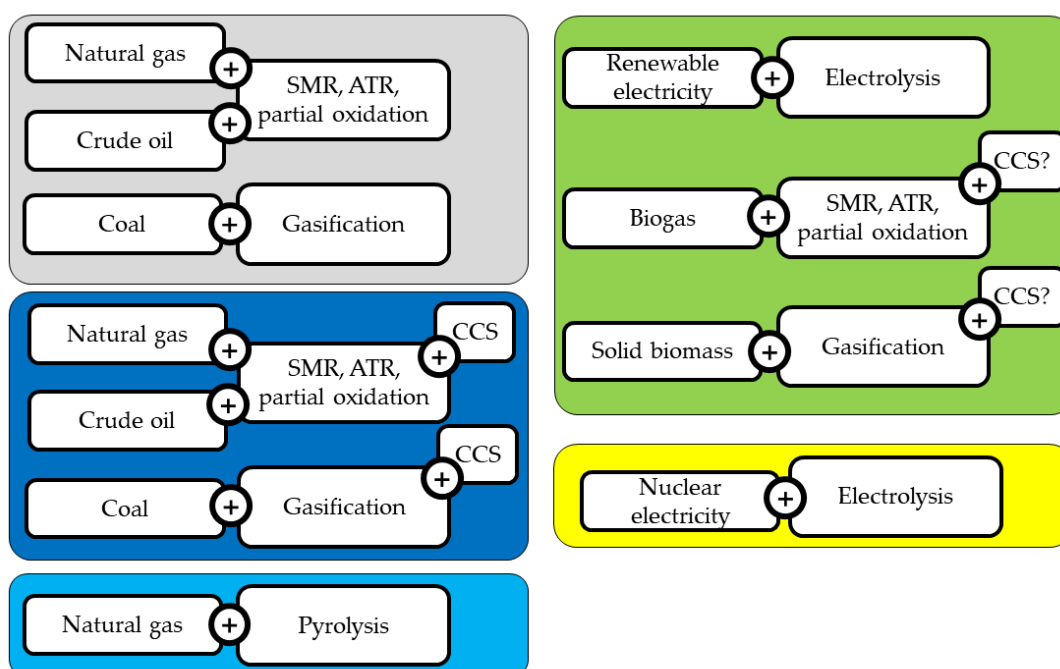 Natural gas
+
SMR, ATR,
partial oxidation
+
Crude oil
Coal
+
Gasification
Natural gas
+
SMR, ATR,
partial oxidation
+
CCS
+
Crude oil
Coal
+
Gasification
+
CCS
Natural gas
+
Pyrolysis
Renewable
electricity
+
Electrolysis
Biogas
+
SMR, ATR,
partial oxidation
+
CCS?
Solid biomass
+
Gasification
+
CCS?
Nuclear
electricity
+
Electrolysis